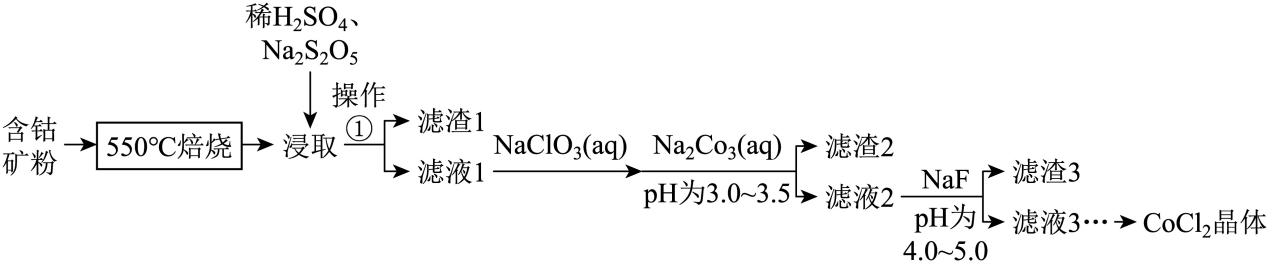 稀H₂SO₄、
Na₂S₂O₅
含钴
矿粉
550℃焙烧
浸取
操作
①
滤渣1
滤液1
NaClO₃(aq)
Na₂Co₃(aq)
pH为3.0~3.5
滤渣2
滤液2
NaF
pH为
4.0~5.0
滤渣3
滤液3···
CoCl₂晶体